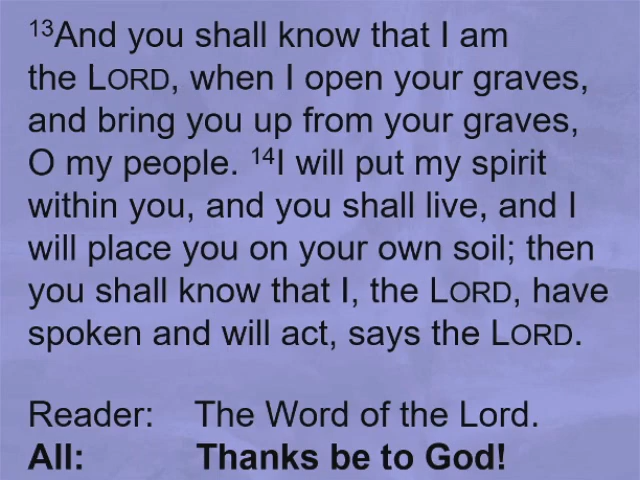 ¹³And you shall know that I am
the LORD, when I open your graves,
and bring you up from your graves,
O my people. ¹⁴I will put my spirit
within you, and you shall live, and I
will place you on your own soil; then
you shall know that I, the LORD, have
spoken and will act, says the LORD.
Reader: The Word of the Lord.
All: Thanks be to God!